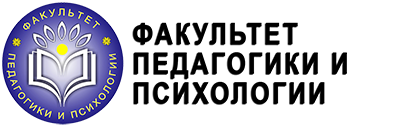 ФАКУЛЬТЕТ
ПЕДАГОГИКИ И ПСИХОЛОГИИ
ФАКУЛЬТЕТ
ПЕДАГОГИКИ И
ПСИХОЛОГИИ